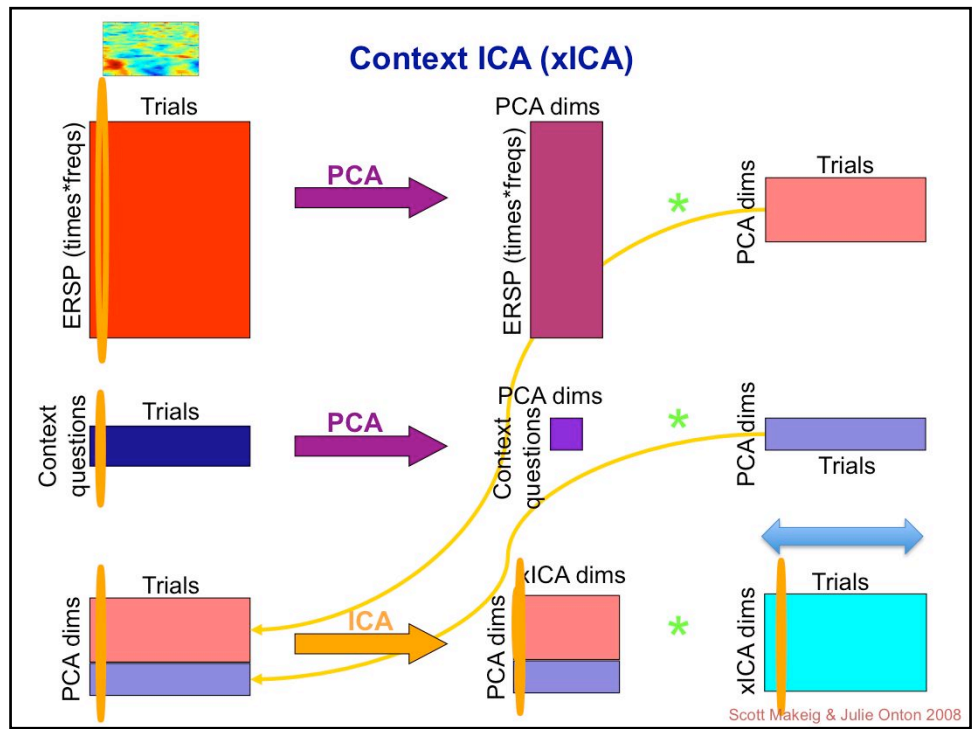 Context ICA (xICA)
Trials
ERSP (times*freqs)
PCA
PCA dims
ERSP (times*freqs)
*
Trials
PCA dims
Trials
Context
questions
PCA
PCA dims
Context
questions
*
PCA dims
Trials
Trials
PCA dims
ICA
xICA dims
PCA dims
*
Trials
xICA dims
Scott Makeig & Julie Onton 2008